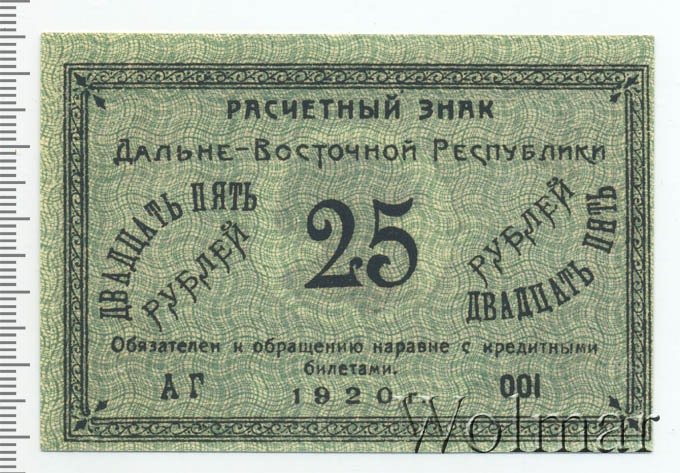 РАСЧЕТНЫЙ ЗНАК
ДАЛЬНЕ-ВОСТОЧНОЙ РЕСПУБЛИКИ
ДВАДЦАТЬ ПЯТЬ
РУБЛЕЙ
25
РУБЛЕЙ
ДВАДЦАТЬ ПЯТЬ
Обязателен к обращению наравне с кредитными
билетами.
АГ 1920 г. 001
Wolmar